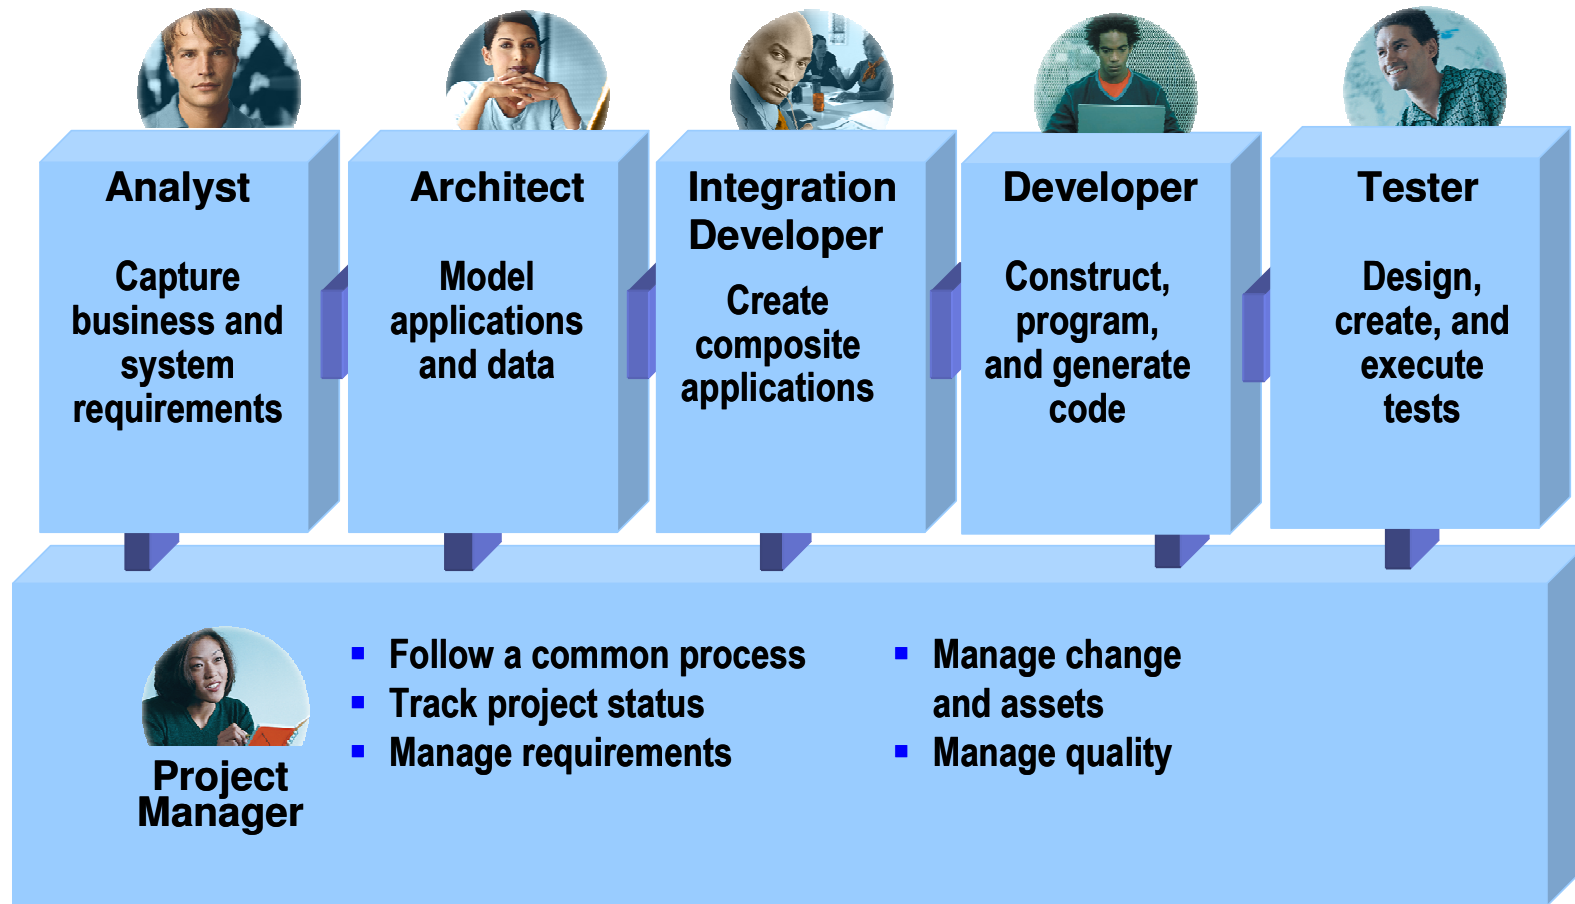 Analyst
Capture
business and
system
requirements
Architect
Model
applications
and data
Integration
Developer
Create
composite
applications
Developer
Construct,
program,
and generate
code
Tester
Design,
create, and
execute
tests
Project
Manager
▪ Follow a common process
▪ Track project status
▪ Manage requirements
▪ Manage change
and assets
▪ Manage quality